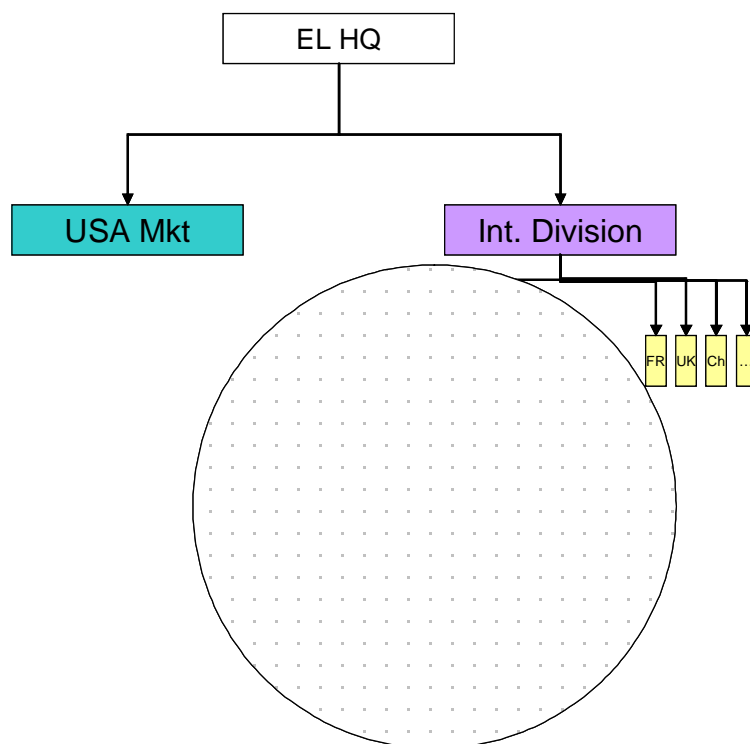 EL HQ
USA Mkt
Int. Division
FR
UK
Ch
...